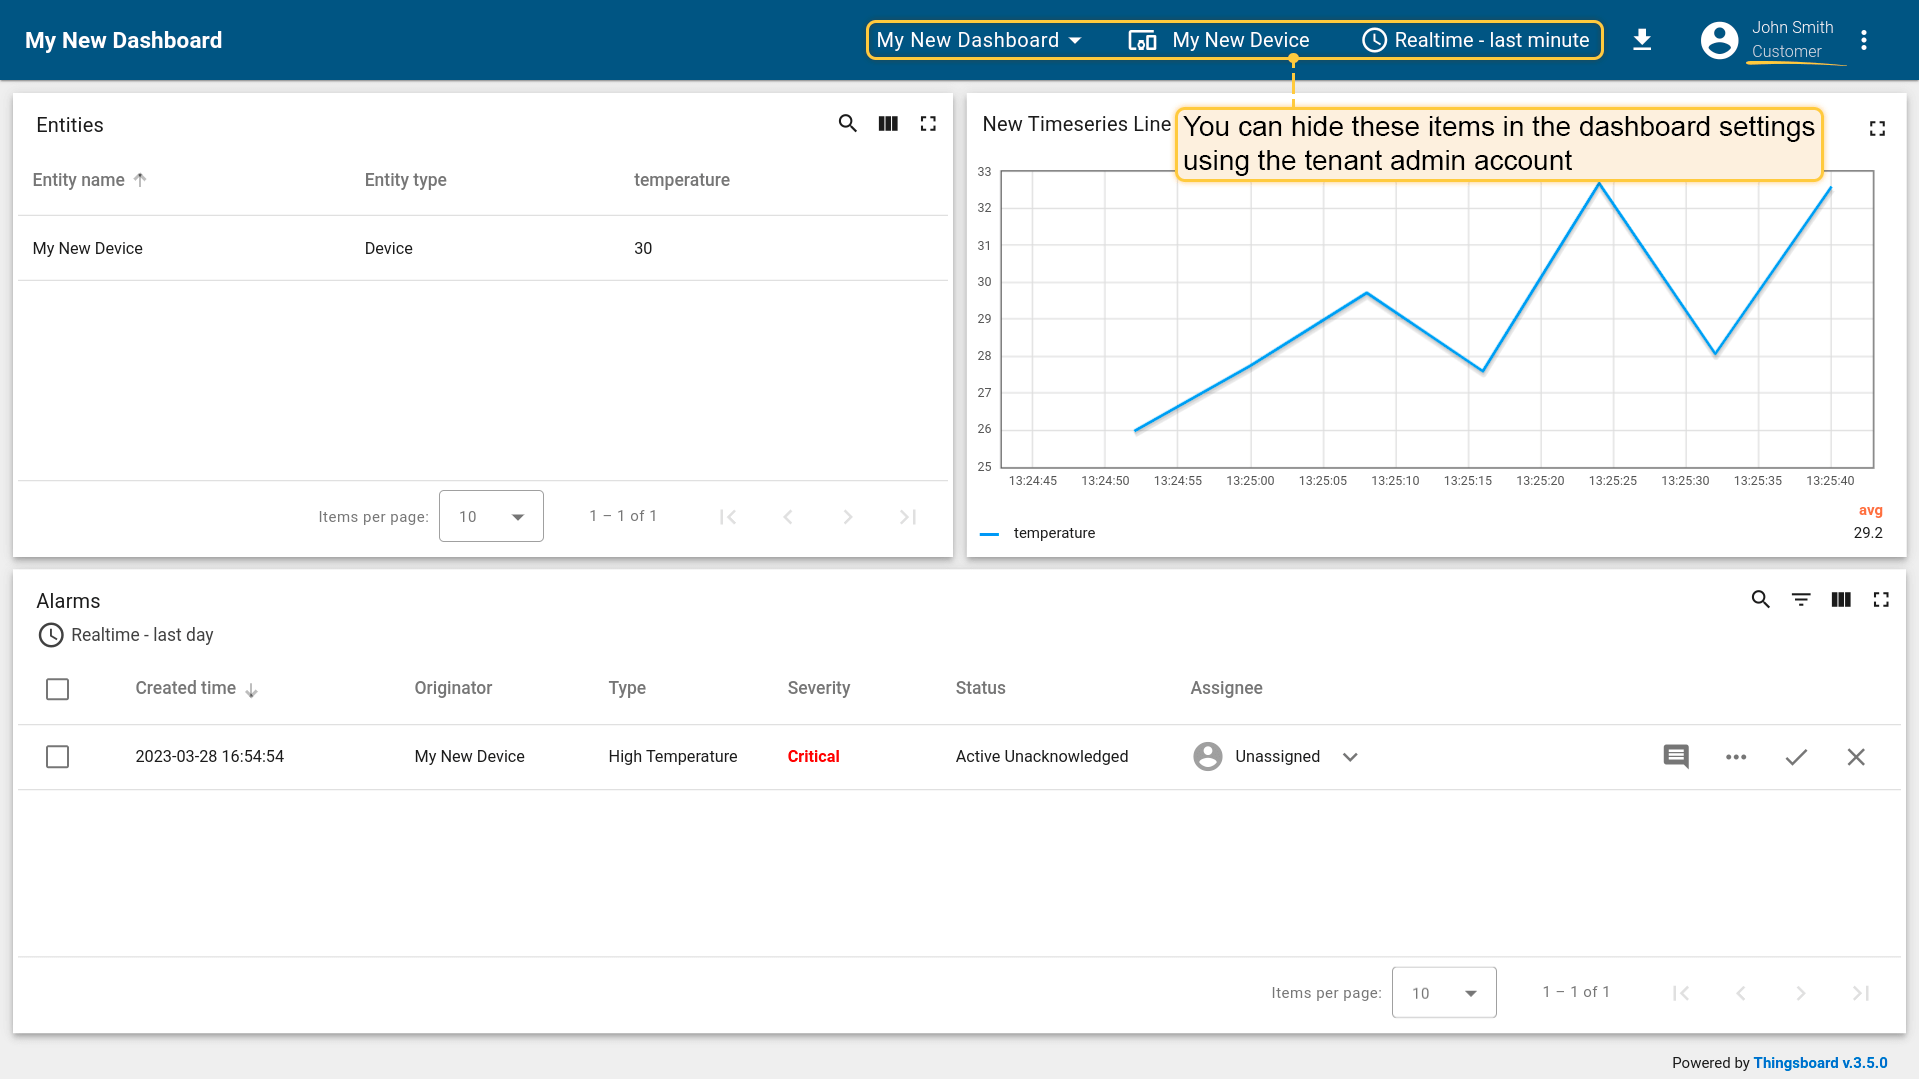 My New Dashboard
My New Dashboard My New Device Realtime - last minute
John Smith
Customer
Entities
Entity name Entity type temperature
My New Device Device 30
Items per page: 10 1 – 1 of 1
New Timeseries Line
You can hide these items in the dashboard settings
using the tenant admin account
33
32
31
30
29
28
27
26
25
13:24:45 13:24:50 13:24:55 13:25:00 13:25:05 13:25:10 13:25:15 13:25:20 13:25:25 13:25:30 13:25:35 13:25:40
avg
temperature 29.2
Alarms
Realtime - last day
Created time Originator Type Severity Status Assignee
2023-03-28 16:54:54 My New Device High Temperature Critical Active Unacknowledged Unassigned
Items per page: 10 1 – 1 of 1
Powered by Thingsboard v.3.5.0